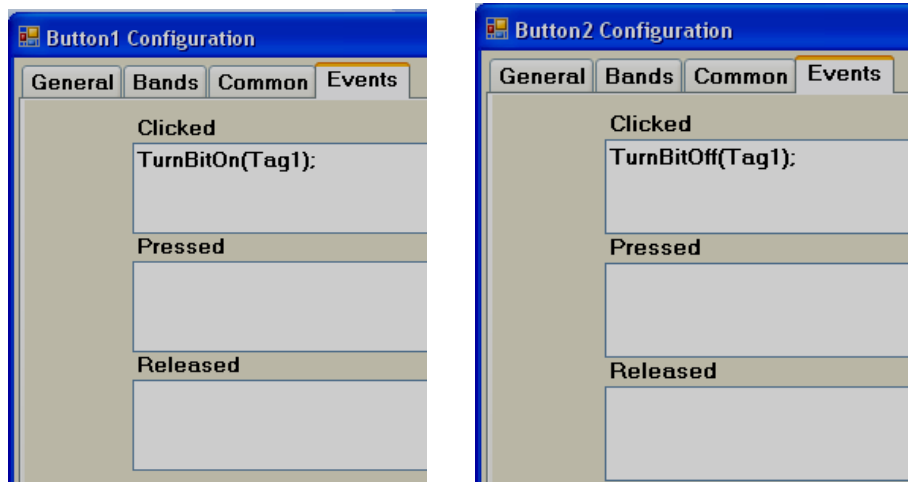 Button1 Configuration
General Bands Common Events
Clicked
TurnBitOn(Tag1);
Pressed
Released
Button2 Configuration
General Bands Common Events
Clicked
TurnBitOff(Tag1);
Pressed
Released